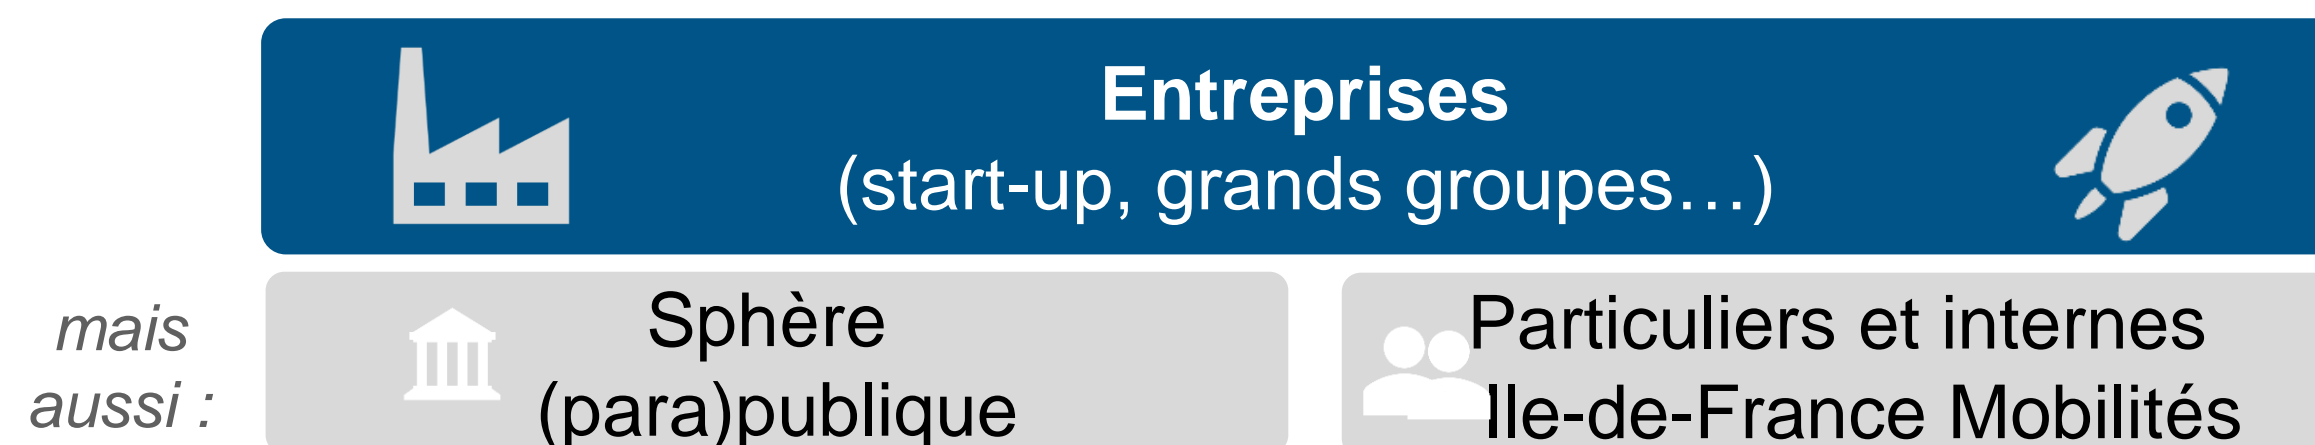 Entreprises
(start-up, grands groupes…)
mais
aussi :
Sphère
(para)publique
Particuliers et internes
Ile-de-France Mobilités